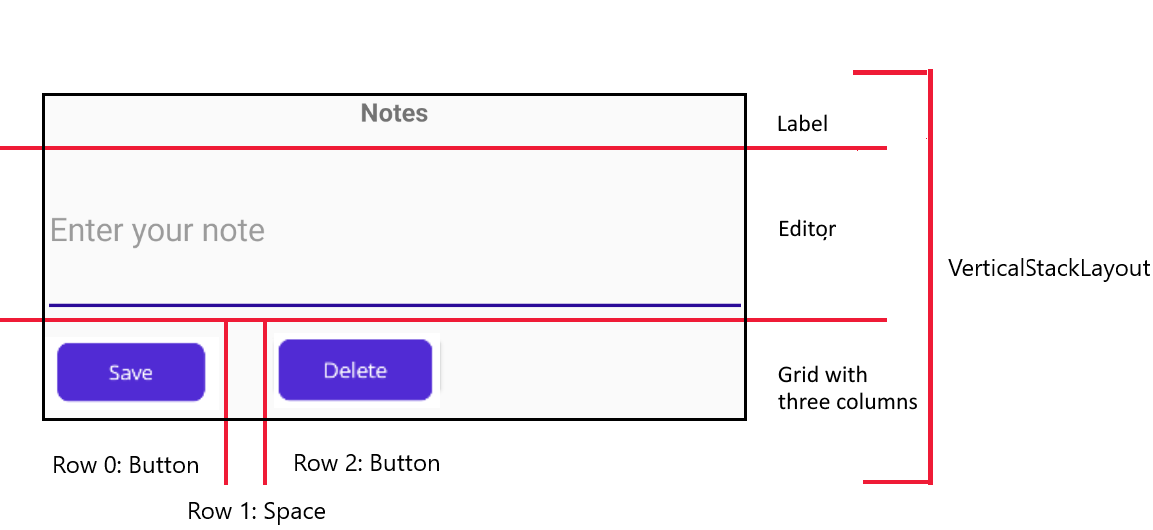 Notes
Label
Enter your note
Editor
VerticalStackLayout
Save
Delete
Grid with
three columns
Row 0: Button
Row 2: Button
Row 1: Space